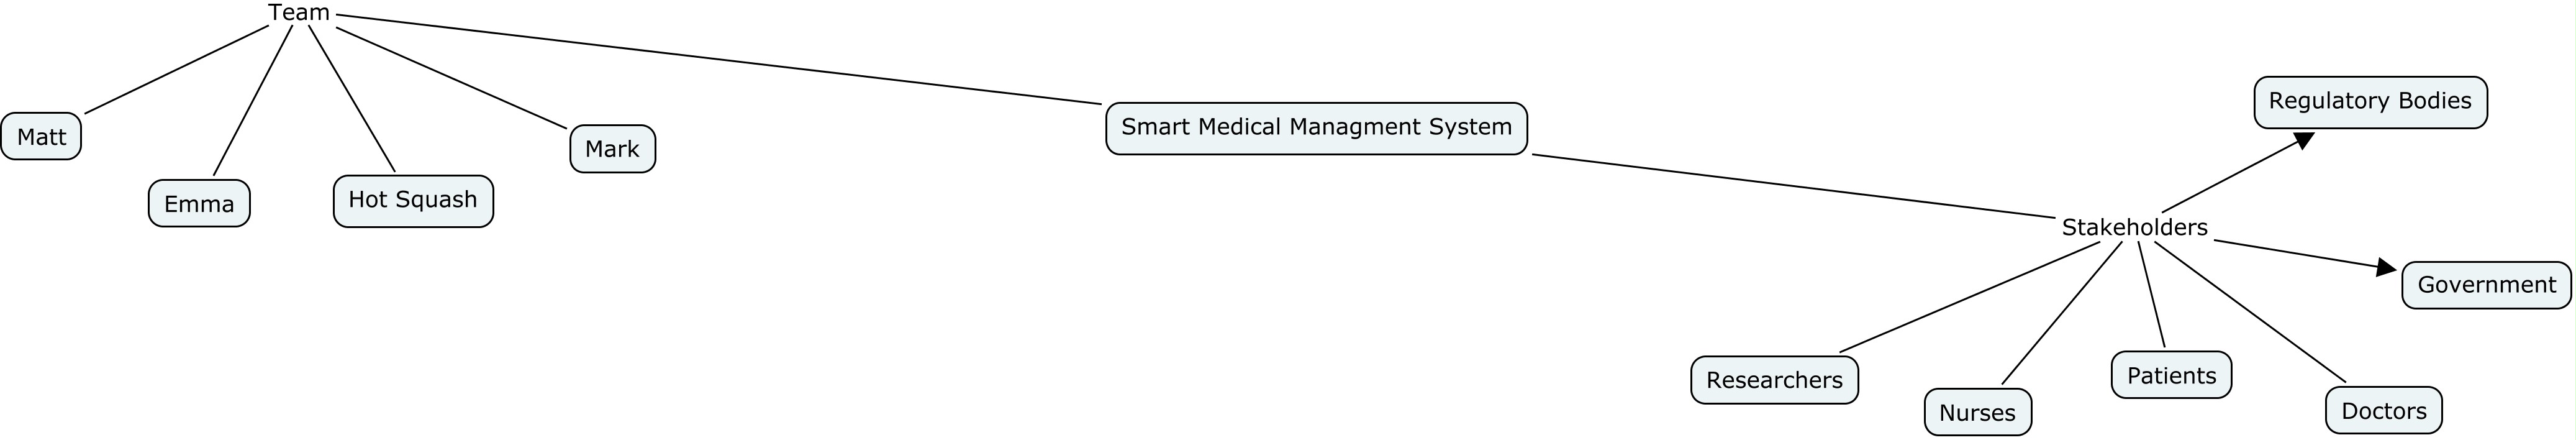 Team
Matt
Emma
Hot Squash
Mark
Smart Medical Managment System
Stakeholders
Regulatory Bodies
Government
Researchers
Nurses
Patients
Doctors